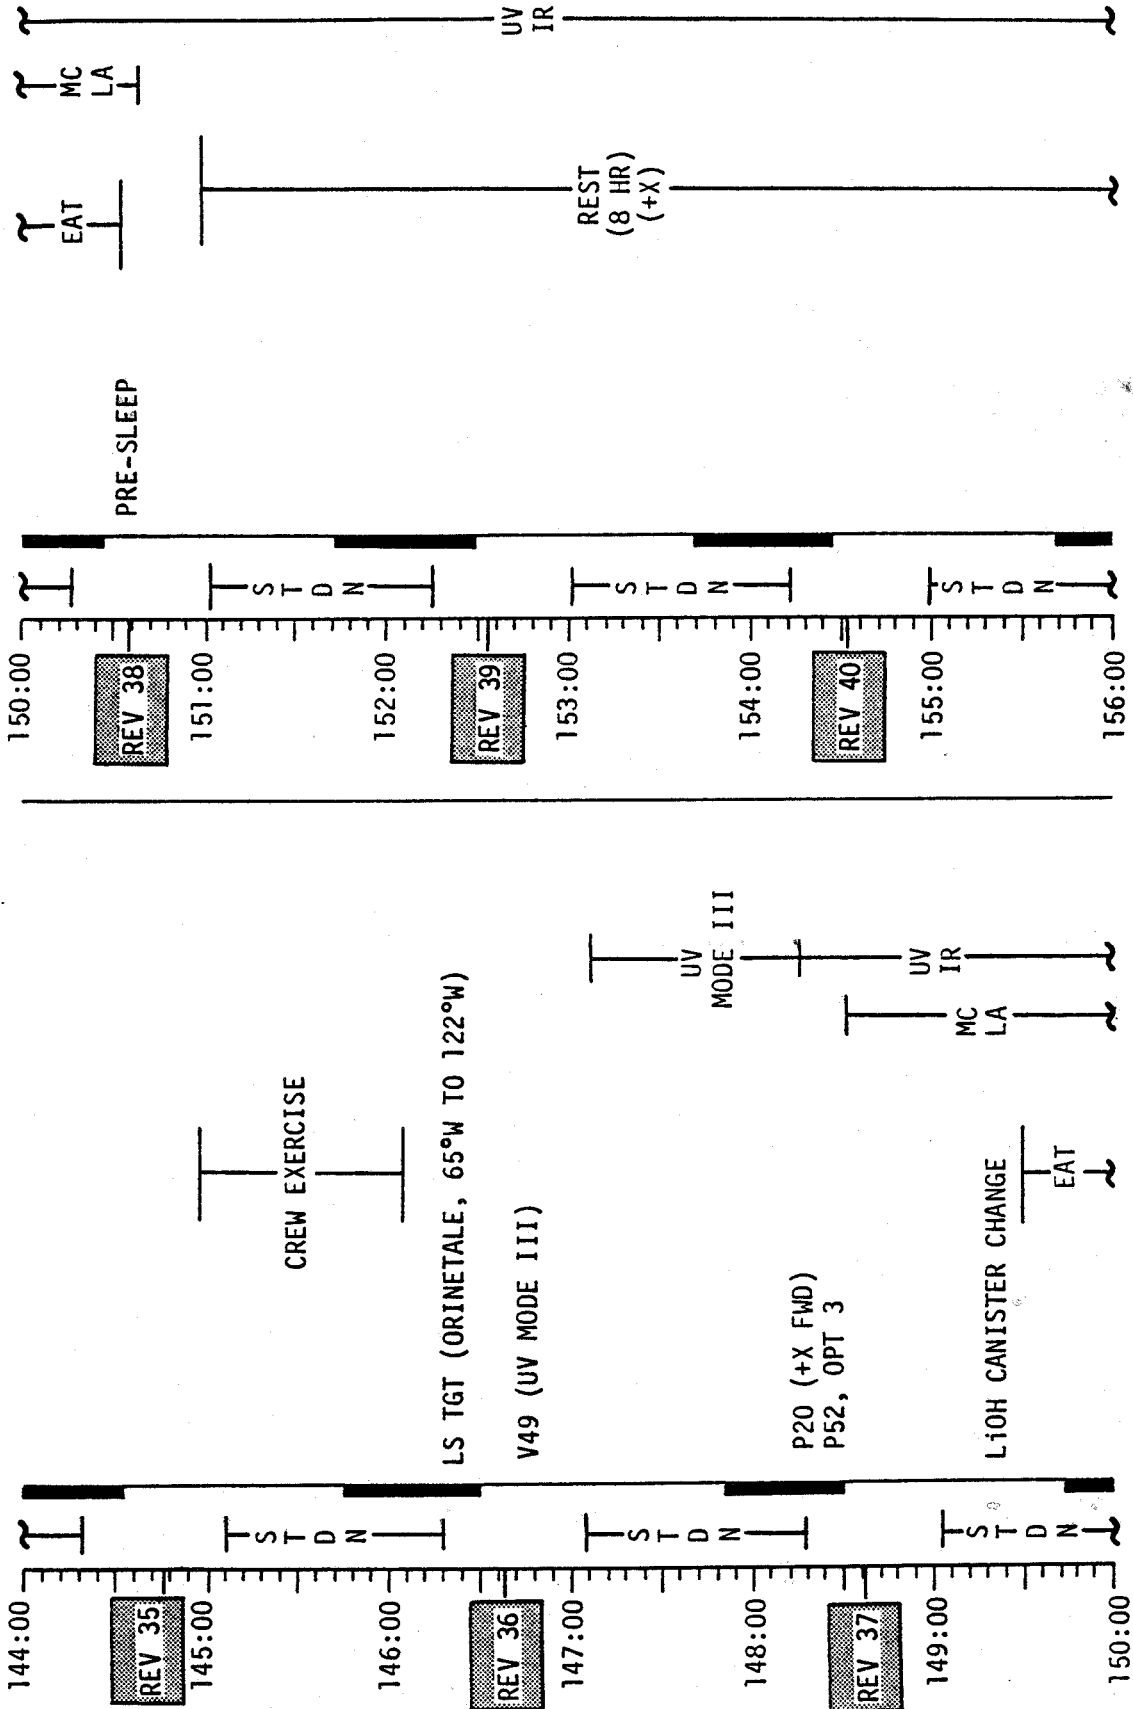 144:00
REV 35
145:00
146:00
REV 36
147:00
148:00
REV 37
149:00
150:00
STDN
STDN
STDN
CREW EXERCISE
LS TGT (ORINETALE, 65°W TO 122°W)
V49 (UV MODE III)
P20 (+X FWD)
P52, OPT 3
LiOH CANISTER CHANGE
EAT
UV
MODE III
MC
LA
UV
IR
150:00
REV 38
151:00
152:00
REV 39
153:00
154:00
REV 40
155:00
156:00
STDN
STDN
STDN
PRE-SLEEP
EAT
REST
(8 HR)
(+X)
MC
LA
UV
IR